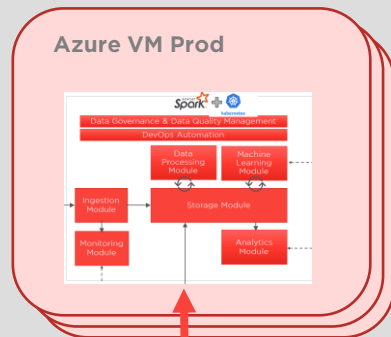 Azure VM Prod
Spark
kubernetes
Data Governance & Data Quality Management
DevOps Automation
Data
Processing
Module
Machine
Learning
Module
Ingestion
Module
Storage Module
Monitoring
Module
Analytics
Module